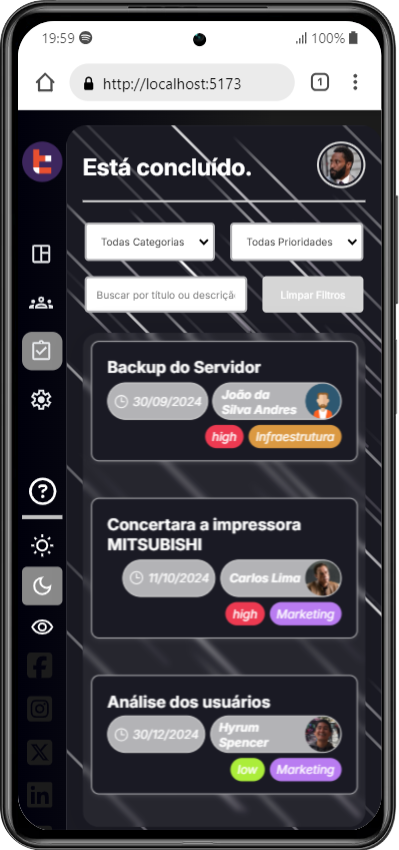 19:59
100%
http://localhost:5173
1
Está concluído.
Todas Categorias
Todas Prioridades
Buscar por título ou descriçã
Limpar Filtros
Backup do Servidor
30/09/2024
João da
Silva Andres
high
Infraestrutura
Concertara a impressora
MITSUBISHI
11/10/2024
Carlos Lima
high
Marketing
Análise dos usuários
30/12/2024
Hyrum
Spencer
low
Marketing